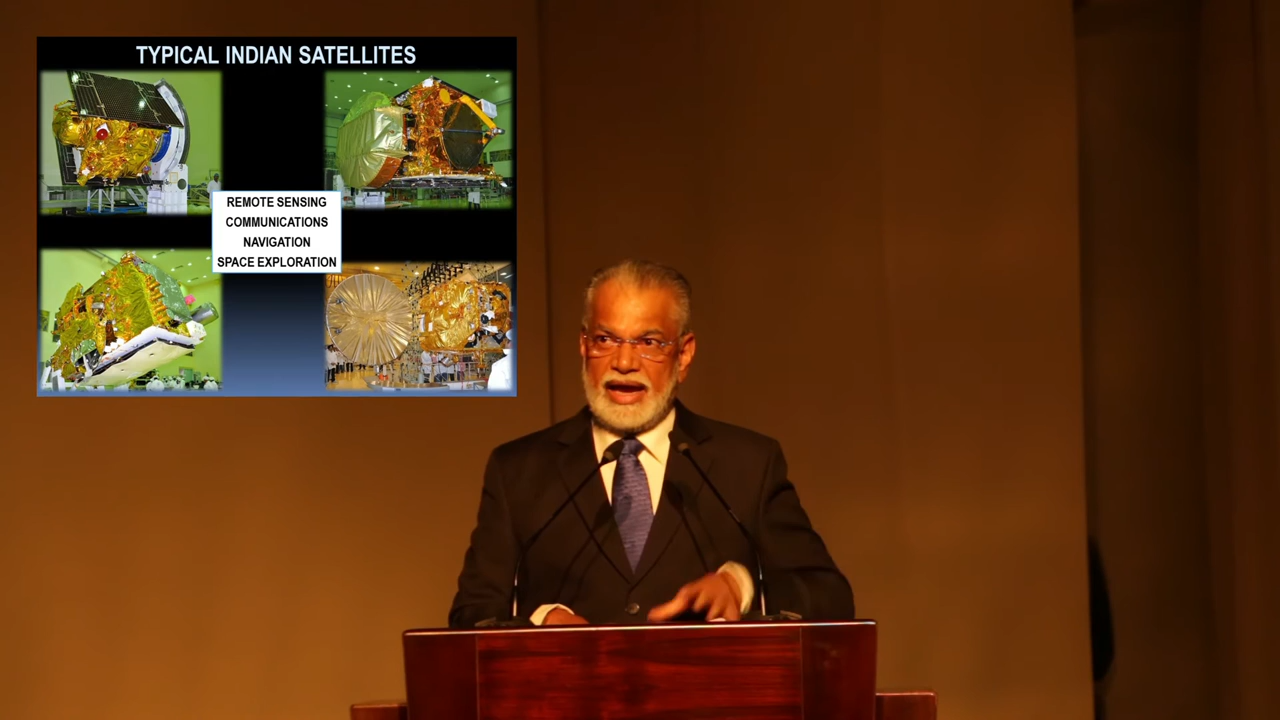 TYPICAL INDIAN SATELLITES
REMOTE SENSING
COMMUNICATIONS
NAVIGATION
SPACE EXPLORATION